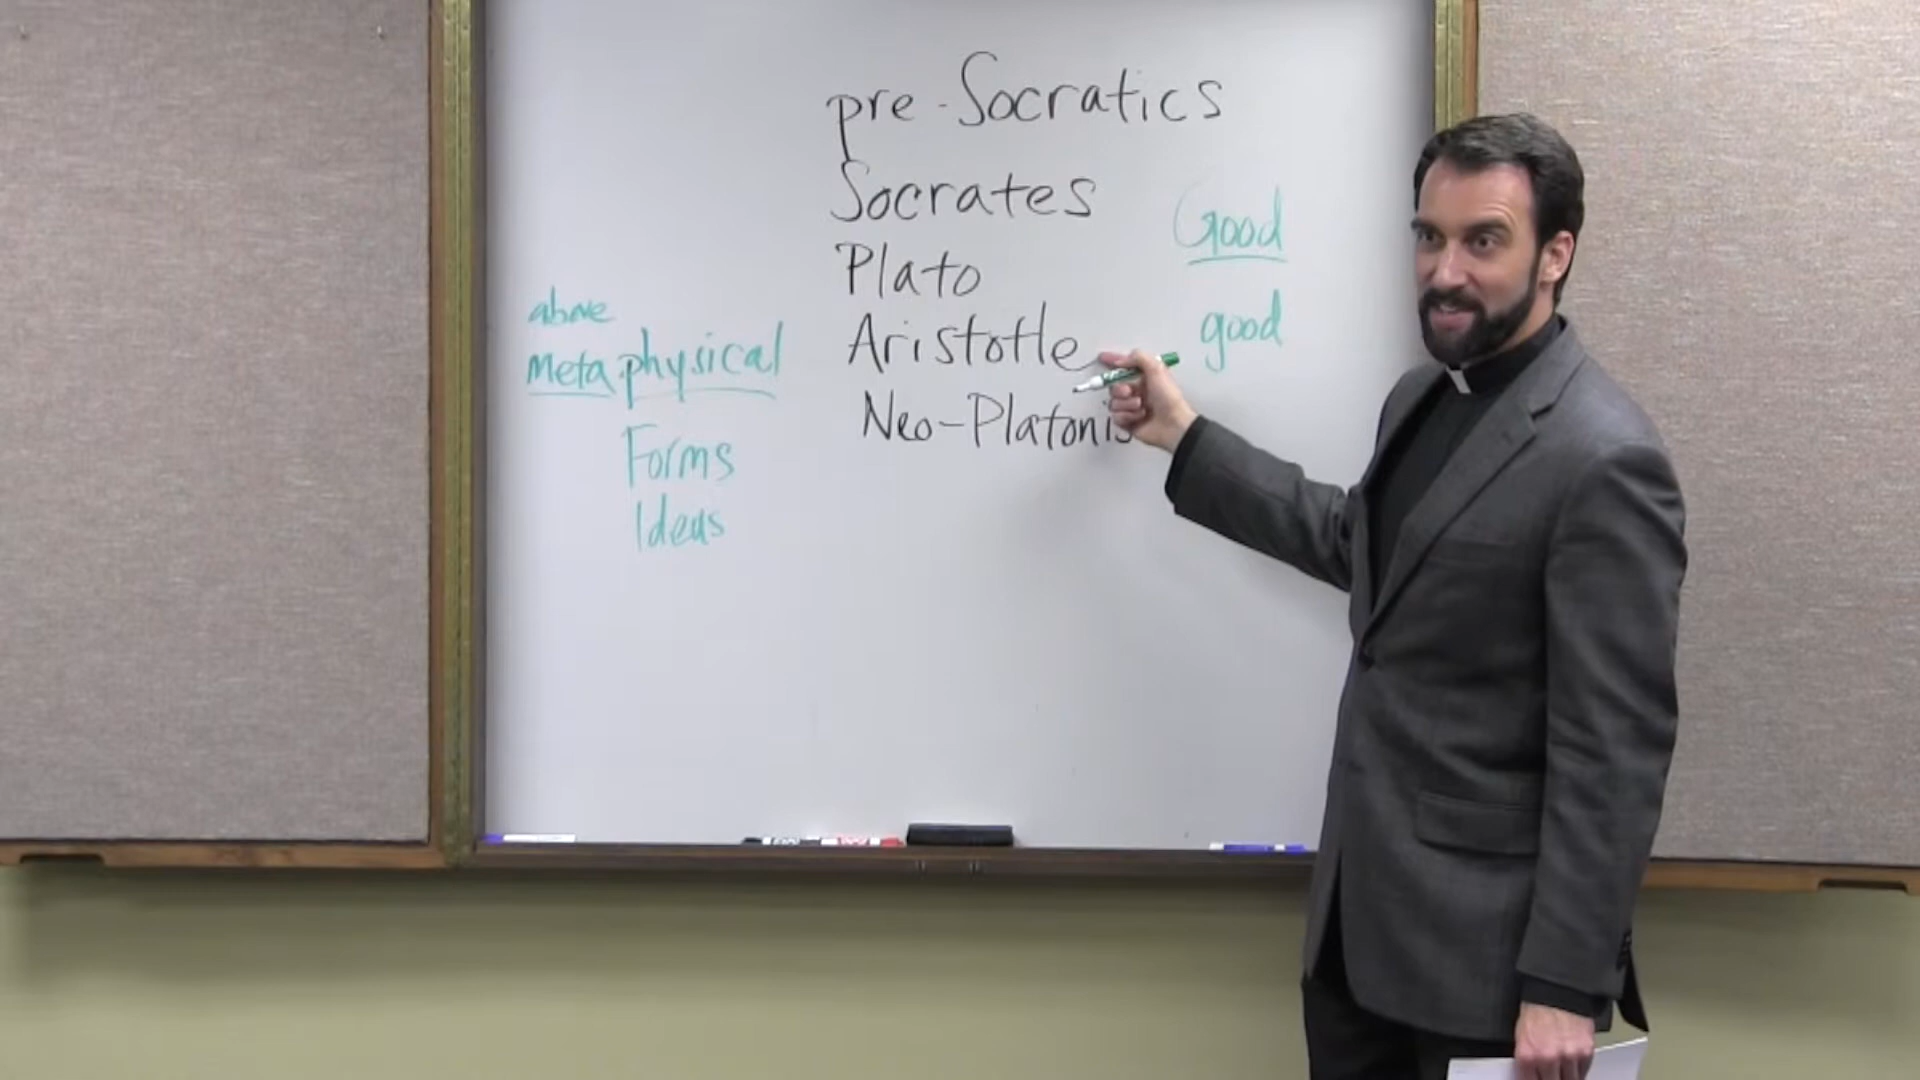 pre-Socratics
Socrates
Plato
Aristotle
Neo-Platonis
Good
good
above
metaphysical
Forms
Ideas